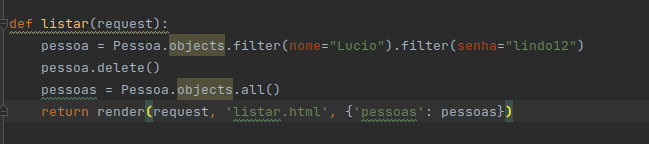 def listar(request):
    pessoa = Pessoa.objects.filter(nome="Lucio").filter(senha="lindo12")
    pessoa.delete()
    pessoas = Pessoa.objects.all()
    return render(request, 'listar.html', {'pessoas': pessoas})